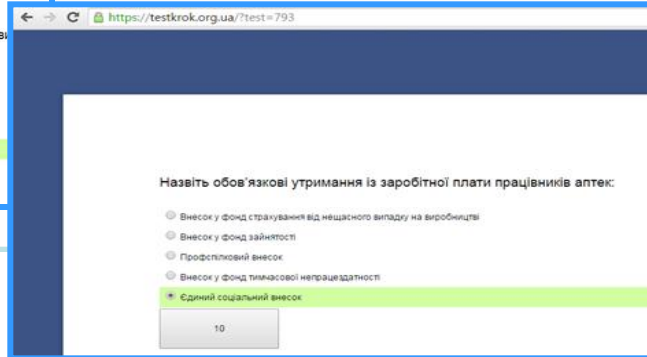 https://testkrok.org.ua/?test=793
Назвіть обов'язкові утримання із заробітної плати працівників аптек:
Внесок у фонд страхування від нещасного випадку на виробництві
Внесок у фонд зайнятості
Профспілковий внесок
Внесок у фонд тимчасової непрацездатності
Єдиний соціальний внесок
10